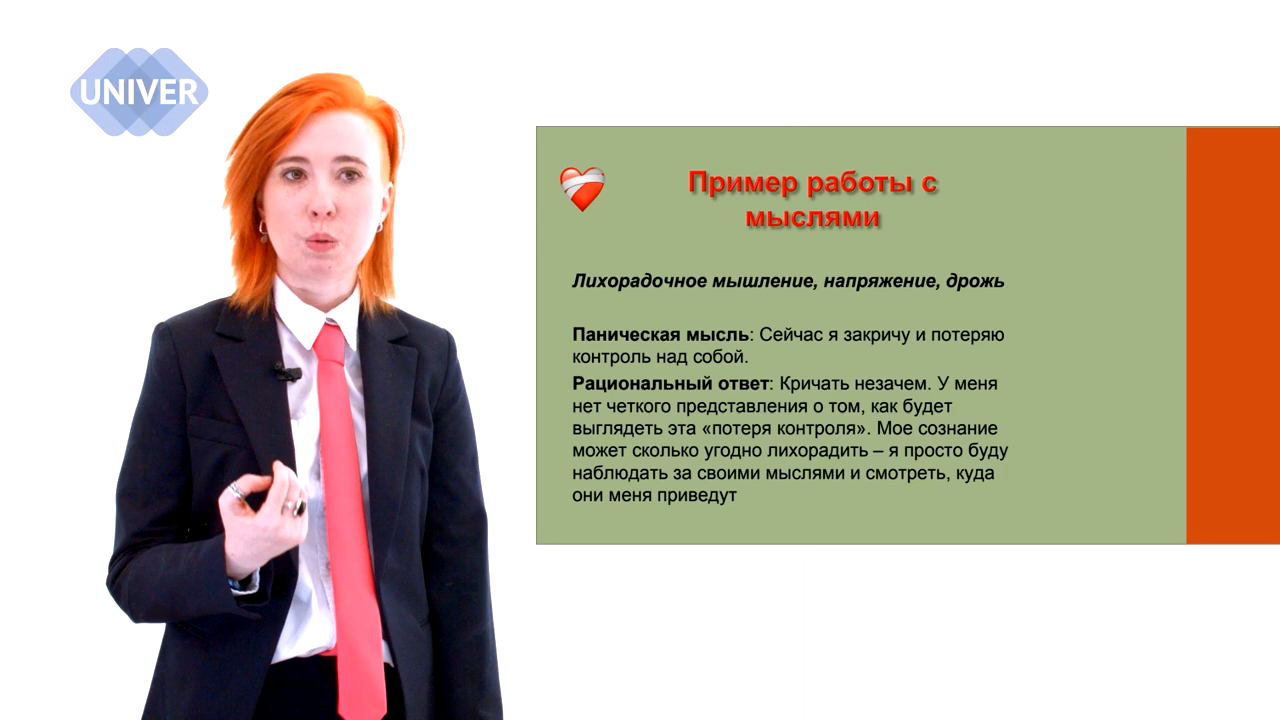 UNIVER
Пример работы с
мыслями
Лихорадочное мышление, напряжение, дрожь
Паническая мысль: Сейчас я закричу и потеряю
контроль над собой.
Рациональный ответ: Кричать незачем. У меня
нет четкого представления о том, как будет
выглядеть эта «потеря контроля». Мое сознание
может сколько угодно лихорадить – я просто буду
наблюдать за своими мыслями и смотреть, куда
они меня приведут